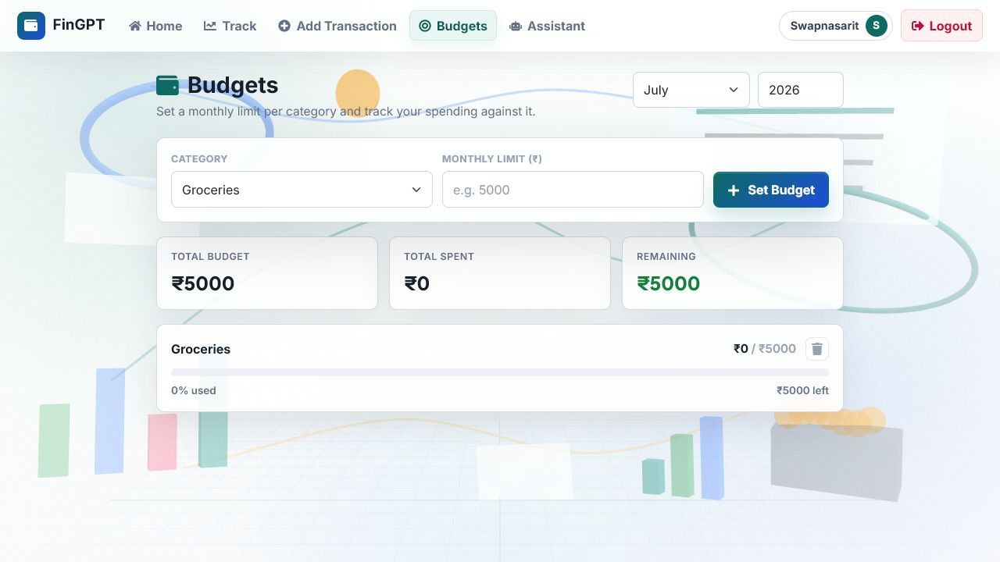 FinGPT Home Track Add Transaction Budgets Assistant Swapnasarit S Logout
Budgets July 2026
Set a monthly limit per category and track your spending against it.
CATEGORY MONTHLY LIMIT (₹)
Groceries e.g. 5000 Set Budget
TOTAL BUDGET TOTAL SPENT REMAINING
₹5000 ₹0 ₹5000
Groceries ₹0 / ₹5000
0% used ₹5000 left